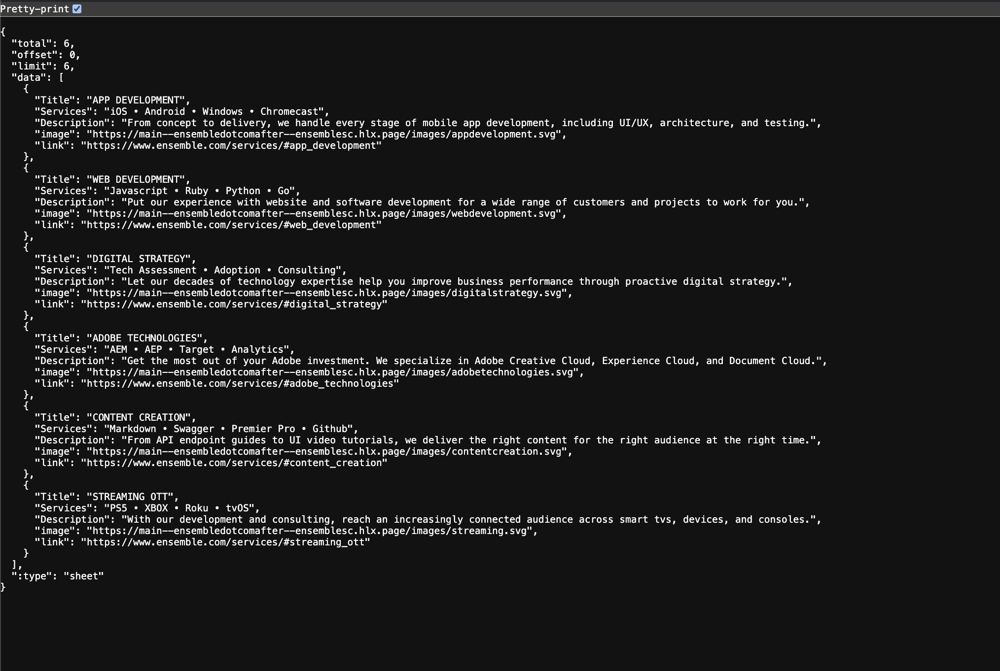 Pretty-print
{
  "total": 6,
  "offset": 0,
  "limit": 6,
  "data": [
    {
      "Title": "APP DEVELOPMENT",
      "Services": "iOS • Android • Windows • Chromecast",
      "Description": "From concept to delivery, we handle every stage of mobile app development, including UI/UX, architecture, and testing.",
      "image": "https://main--ensembledotcomafter--ensemblesc.hlx.page/images/appdevelopment.svg",
      "link": "https://www.ensemble.com/services/#app_development"
    },
    {
      "Title": "WEB DEVELOPMENT",
      "Services": "Javascript • Ruby • Python • Go",
      "Description": "Put our experience with website and software development for a wide range of customers and projects to work for you.",
      "image": "https://main--ensembledotcomafter--ensemblesc.hlx.page/images/webdevelopment.svg",
      "link": "https://www.ensemble.com/services/#web_development"
    },
    {
      "Title": "DIGITAL STRATEGY",
      "Services": "Tech Assessment • Adoption • Consulting",
      "Description": "Let our decades of technology expertise help you improve business performance through proactive digital strategy.",
      "image": "https://main--ensembledotcomafter--ensemblesc.hlx.page/images/digitalstrategy.svg",
      "link": "https://www.ensemble.com/services/#digital_strategy"
    },
    {
      "Title": "ADOBE TECHNOLOGIES",
      "Services": "AEM • AEP • Target • Analytics",
      "Description": "Get the most out of your Adobe investment. We specialize in Adobe Creative Cloud, Experience Cloud, and Document Cloud.",
      "image": "https://main--ensembledotcomafter--ensemblesc.hlx.page/images/adobetechnologies.svg",
      "link": "https://www.ensemble.com/services/#adobe_technologies"
    },
    {
      "Title": "CONTENT CREATION",
      "Services": "Markdown • Swagger • Premier Pro • Github",
      "Description": "From API endpoint guides to UI video tutorials, we deliver the right content for the right audience at the right time.",
      "image": "https://main--ensembledotcomafter--ensemblesc.hlx.page/images/contentcreation.svg",
      "link": "https://www.ensemble.com/services/#content_creation"
    },
    {
      "Title": "STREAMING OTT",
      "Services": "PS5 • XBOX • Roku • tvOS",
      "Description": "With our development and consulting, reach an increasingly connected audience across smart tvs, devices, and consoles.",
      "image": "https://main--ensembledotcomafter--ensemblesc.hlx.page/images/streaming.svg",
      "link": "https://www.ensemble.com/services/#streaming_ott"
    }
  ],
  ":type": "sheet"
}